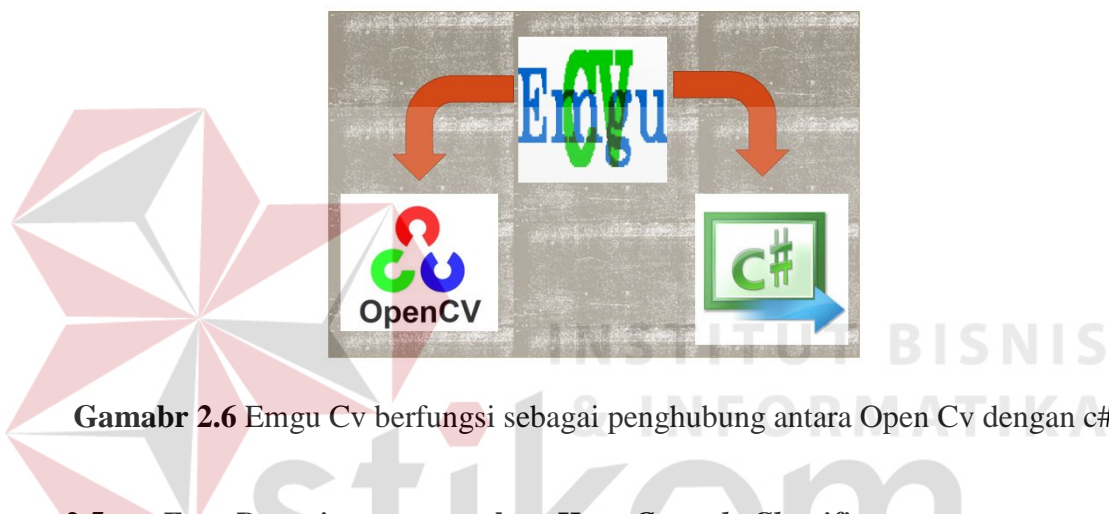 Emgu
CV
OpenCV
C#
INSTITUT BISNIS
& INFORMATIKA
Gamabr 2.6 Emgu Cv berfungsi sebagai penghubung antara Open Cv dengan c#
stikom